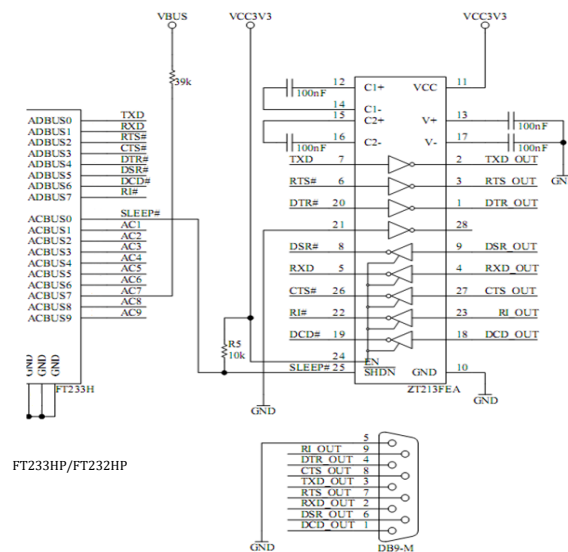 VBUS
VCC3V3
VCC3V3
39k
ADBUS0 TXD
ADBUS1 RXD
ADBUS2 RTS#
ADBUS3 CTS#
ADBUS4 DTR#
ADBUS5 DSR#
ADBUS6 DCD#
ADBUS7 RI#
ACBUS0 SLEEP#
ACBUS1 AC1
ACBUS2 AC2
ACBUS3 AC3
ACBUS4 AC4
ACBUS5 AC5
ACBUS6 AC6
ACBUS7 AC7
ACBUS8 AC8
ACBUS9 AC9
GND
GND
GND
FT233H
R5
10k
12 C1+ VCC 11
100nF
14 C1-
15 C2+ V+ 13
100nF
16 C2- V- 17
100nF
100nF
GN
TXD 7 2 TXD_OUT
RTS# 6 3 RTS_OUT
DTR# 20 1 DTR_OUT
21 28
DSR# 8 9 DSR_OUT
RXD 5 4 RXD_OUT
CTS# 26 27 CTS_OUT
RI# 22 23 RI_OUT
DCD# 19 18 DCD_OUT
24 EN
SLEEP# 25 SHDN GND 10
ZT213FEA
GND
GND
FT233HP/FT232HP
5
RI_OUT 9
DTR_OUT 4
CTS_OUT 8
TXD_OUT 3
RTS_OUT 7
RXD_OUT 2
DSR_OUT 6
DCD_OUT 1
GND
DB9-M